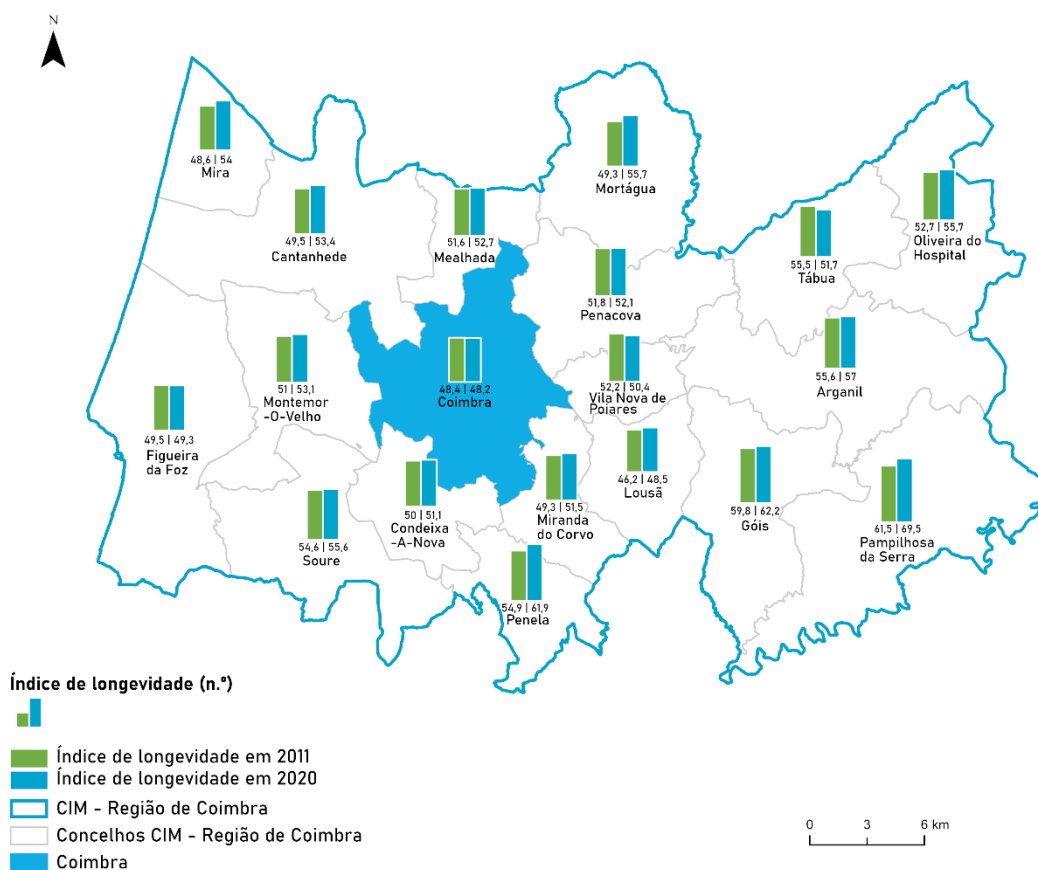 N
48,6 | 54
Mira
49,5 | 53,4
Cantanhede
51,6 | 52,7
Mealhada
49,3 | 55,7
Mortágua
52,7 | 55,7
Oliveira do
Hospital
55,5 | 51,7
Tábua
51,8 | 52,1
Penacova
55,6 | 57
Arganil
48,4 | 48,2
Coimbra
52,2 | 50,4
Vila Nova de
Poiares
51 | 53,1
Montemor
-O-Velho
49,5 | 49,3
Figueira
da Foz
46,2 | 48,5
Lousã
50 | 51,1
Condeixa
-A-Nova
49,3 | 51,5
Miranda
do Corvo
59,8 | 62,2
Góis
61,5 | 69,5
Pampilhosa
da Serra
54,6 | 55,6
Soure
54,9 | 61,9
Penela
Índice de longevidade (n.º)
Índice de longevidade em 2011
Índice de longevidade em 2020
CIM - Região de Coimbra
Concelhos CIM - Região de Coimbra
Coimbra
0 3 6 km